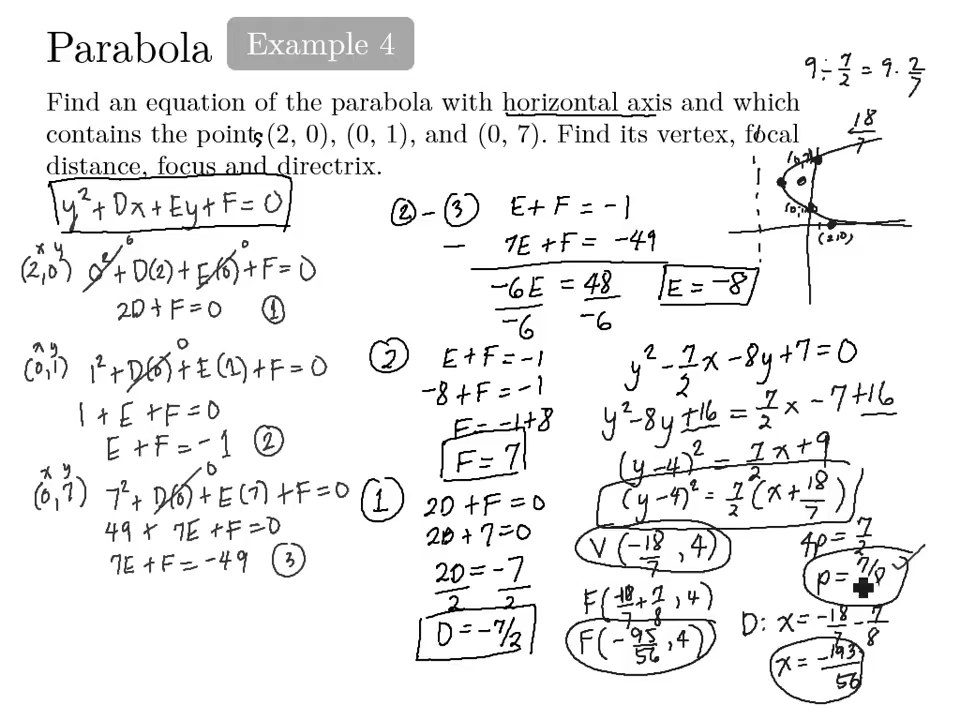 Parabola Example 4
9 ÷ 7/2 = 9 · 2/7
Find an equation of the parabola with horizontal axis and which
contains the points (2, 0), (0, 1), and (0, 7). Find its vertex, focal
distance, focus and directrix.
18/7
(2,0)
y² + Dx + Ey + F = 0
x y
(2,0) 0² + D(2) + E(0) + F = 0
0 0
2D + F = 0 ①
x y
(0,1) 1² + D(0) + E(1) + F = 0
0
1 + E + F = 0
E + F = -1 ②
x y
(0,7) 7² + D(0) + E(7) + F = 0
0
49 + 7E + F = 0
7E + F = -49 ③
② - ③ E + F = -1
- 7E + F = -49
-6E = 48
-6 -6
E = -8
② E + F = -1
-8 + F = -1
F = -1 + 8
F = 7
① 2D + F = 0
2D + 7 = 0
2D = -7
2 2
D = -7/2
y² - 7/2 x - 8y + 7 = 0
y² - 8y + 16 = 7/2 x - 7 + 16
(y-4)² = 7/2 x + 9
(y-4)² = 7/2 (x + 18/7)
V(-18/7, 4)
F(-18/7 + 7/8, 4)
F(-95/56, 4)
4p = 7/2
p = 7/8
D: x = -18/7 - 7/8
x = -193/56